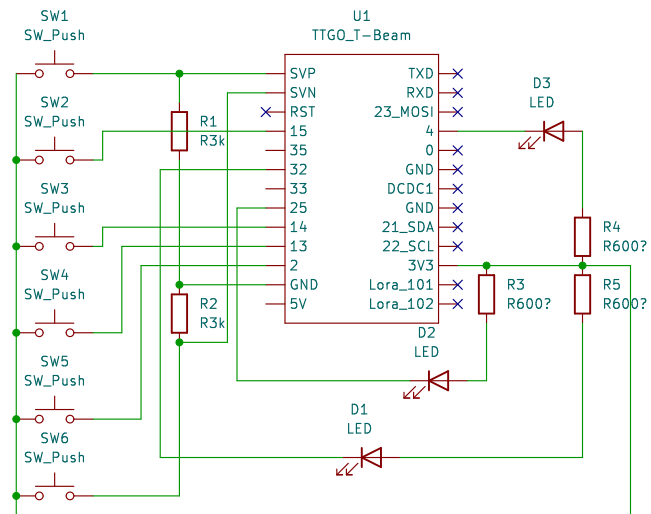 SW1
SW_Push
SW2
SW_Push
SW3
SW_Push
SW4
SW_Push
SW5
SW_Push
SW6
SW_Push
R1
R3k
R2
R3k
U1
TTGO_T-Beam
SVP
SVN
RST
15
35
32
33
25
14
13
2
GND
5V
TXD
RXD
23_MOSI
4
0
GND
DCDC1
GND
21_SDA
22_SCL
3V3
Lora_101
Lora_102
D3
LED
R4
R600?
R3
R600?
R5
R600?
D2
LED
D1
LED